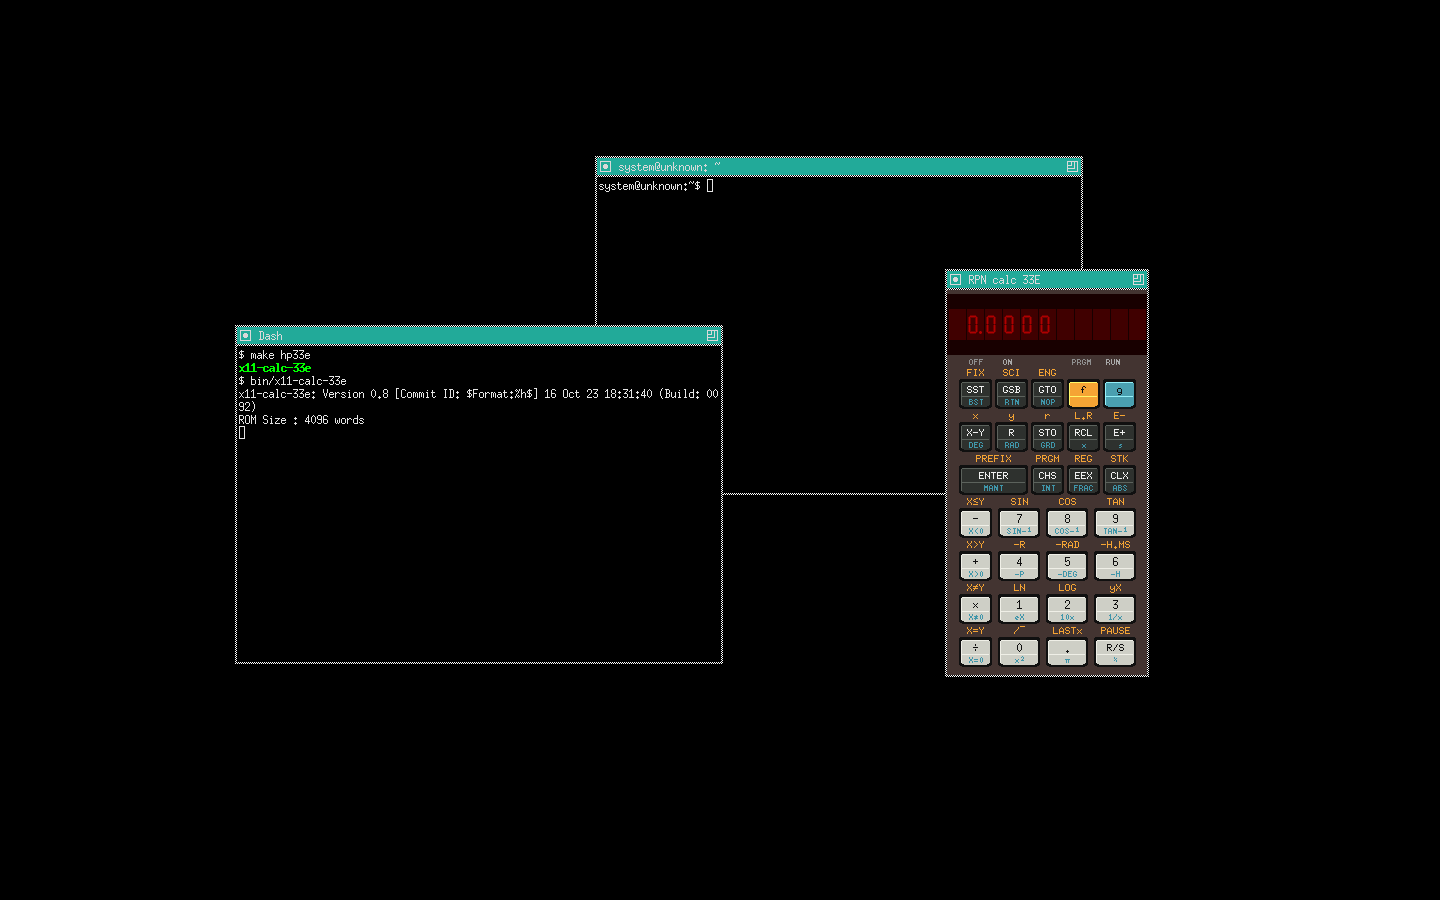 system@unknown: ~
system@unknown:~$
Dash
$ make hp33e
x11-calc-33e
$ bin/x11-calc-33e
x11-calc-33e: Version 0.8 [Commit ID: $Format:%h$] 16 Oct 23 18:31:40 (Build: 00
92)
ROM Size : 4096 words
RPN calc 33E
0.0000
OFF ON PRGM RUN
FIX SCI ENG
SST GSB GTO f g
BST RTN NOP
x y r L.R E-
X-Y R STO RCL E+
DEG RAD GRD x s
PREFIX PRGM REG STK
ENTER CHS EEX CLX
MANT INT FRAC ABS
X≤Y SIN COS TAN
- 7 8 9
X<0 SIN-¹ COS-¹ TAN-¹
X>Y -R -RAD -H.MS
+ 4 5 6
X>0 -P -DEG -H
X≠Y LN LOG yX
x 1 2 3
X≠0 eX 10x 1/x
X=Y √‾ LASTx PAUSE
÷ 0 . R/S
X=0 x² π %